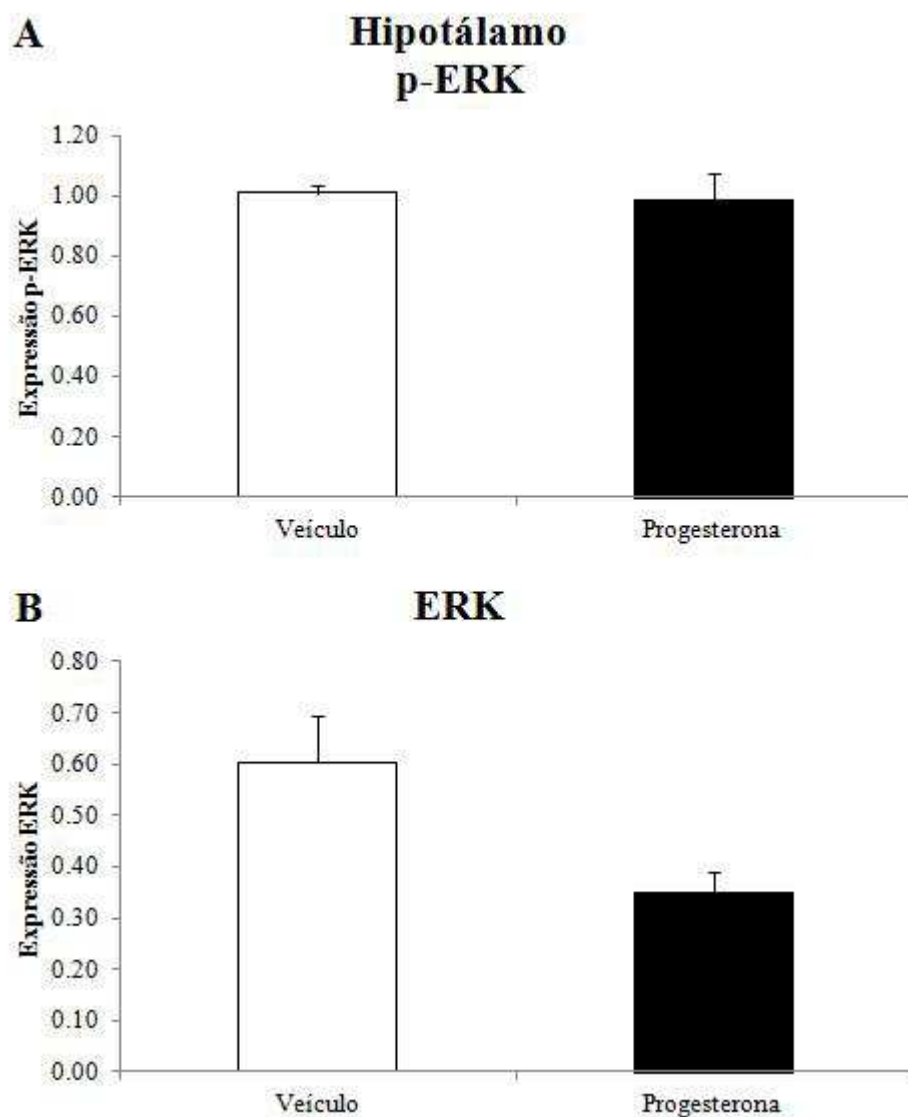 A
Hipotálamo
p-ERK
Expressão p-ERK
1.20
1.00
0.80
0.60
0.40
0.20
0.00
Veículo
Progesterona
B
ERK
Expressão ERK
0.80
0.70
0.60
0.50
0.40
0.30
0.20
0.10
0.00
Veículo
Progesterona